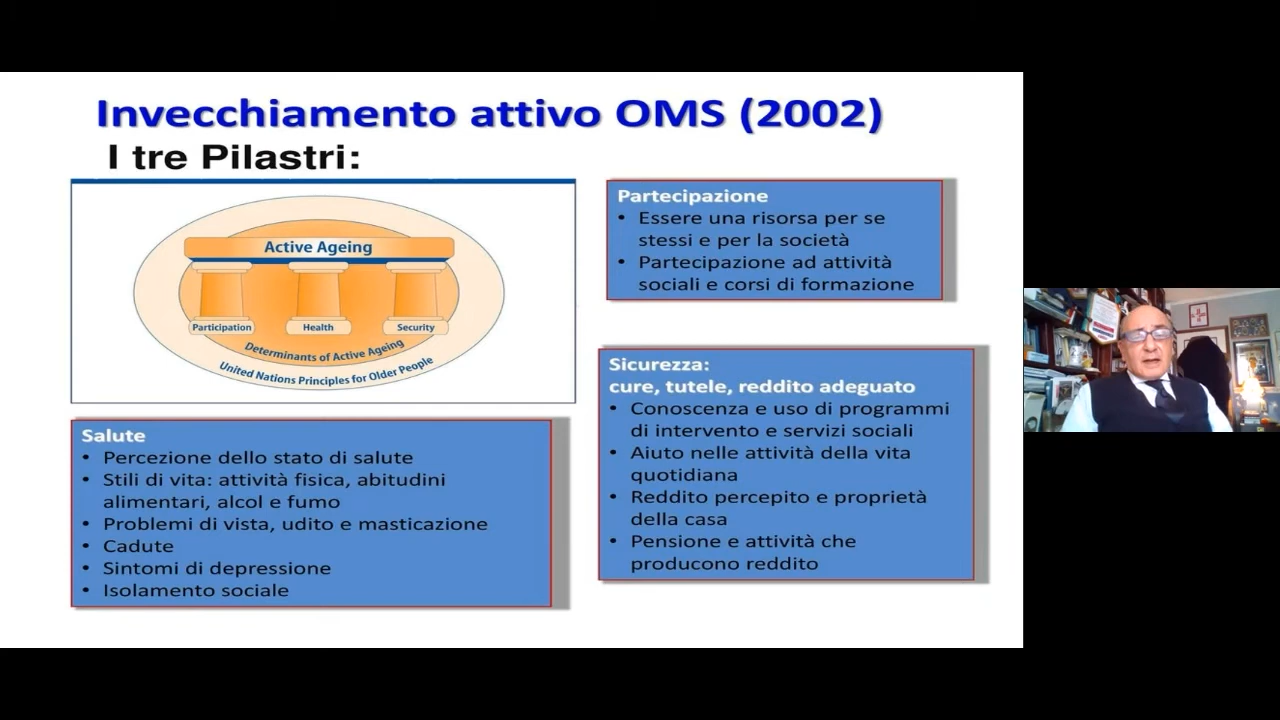 Invecchiamento attivo OMS (2002)
I tre Pilastri:
Active Ageing
Participation
Health
Security
Determinants of Active Ageing
United Nations Principles for Older People
Partecipazione
• Essere una risorsa per se
stessi e per la società
• Partecipazione ad attività
sociali e corsi di formazione
Salute
• Percezione dello stato di salute
• Stili di vita: attività fisica, abitudini
alimentari, alcol e fumo
• Problemi di vista, udito e masticazione
• Cadute
• Sintomi di depressione
• Isolamento sociale
Sicurezza:
cure, tutele, reddito adeguato
• Conoscenza e uso di programmi
di intervento e servizi sociali
• Aiuto nelle attività della vita
quotidiana
• Reddito percepito e proprietà
della casa
• Pensione e attività che
producono reddito